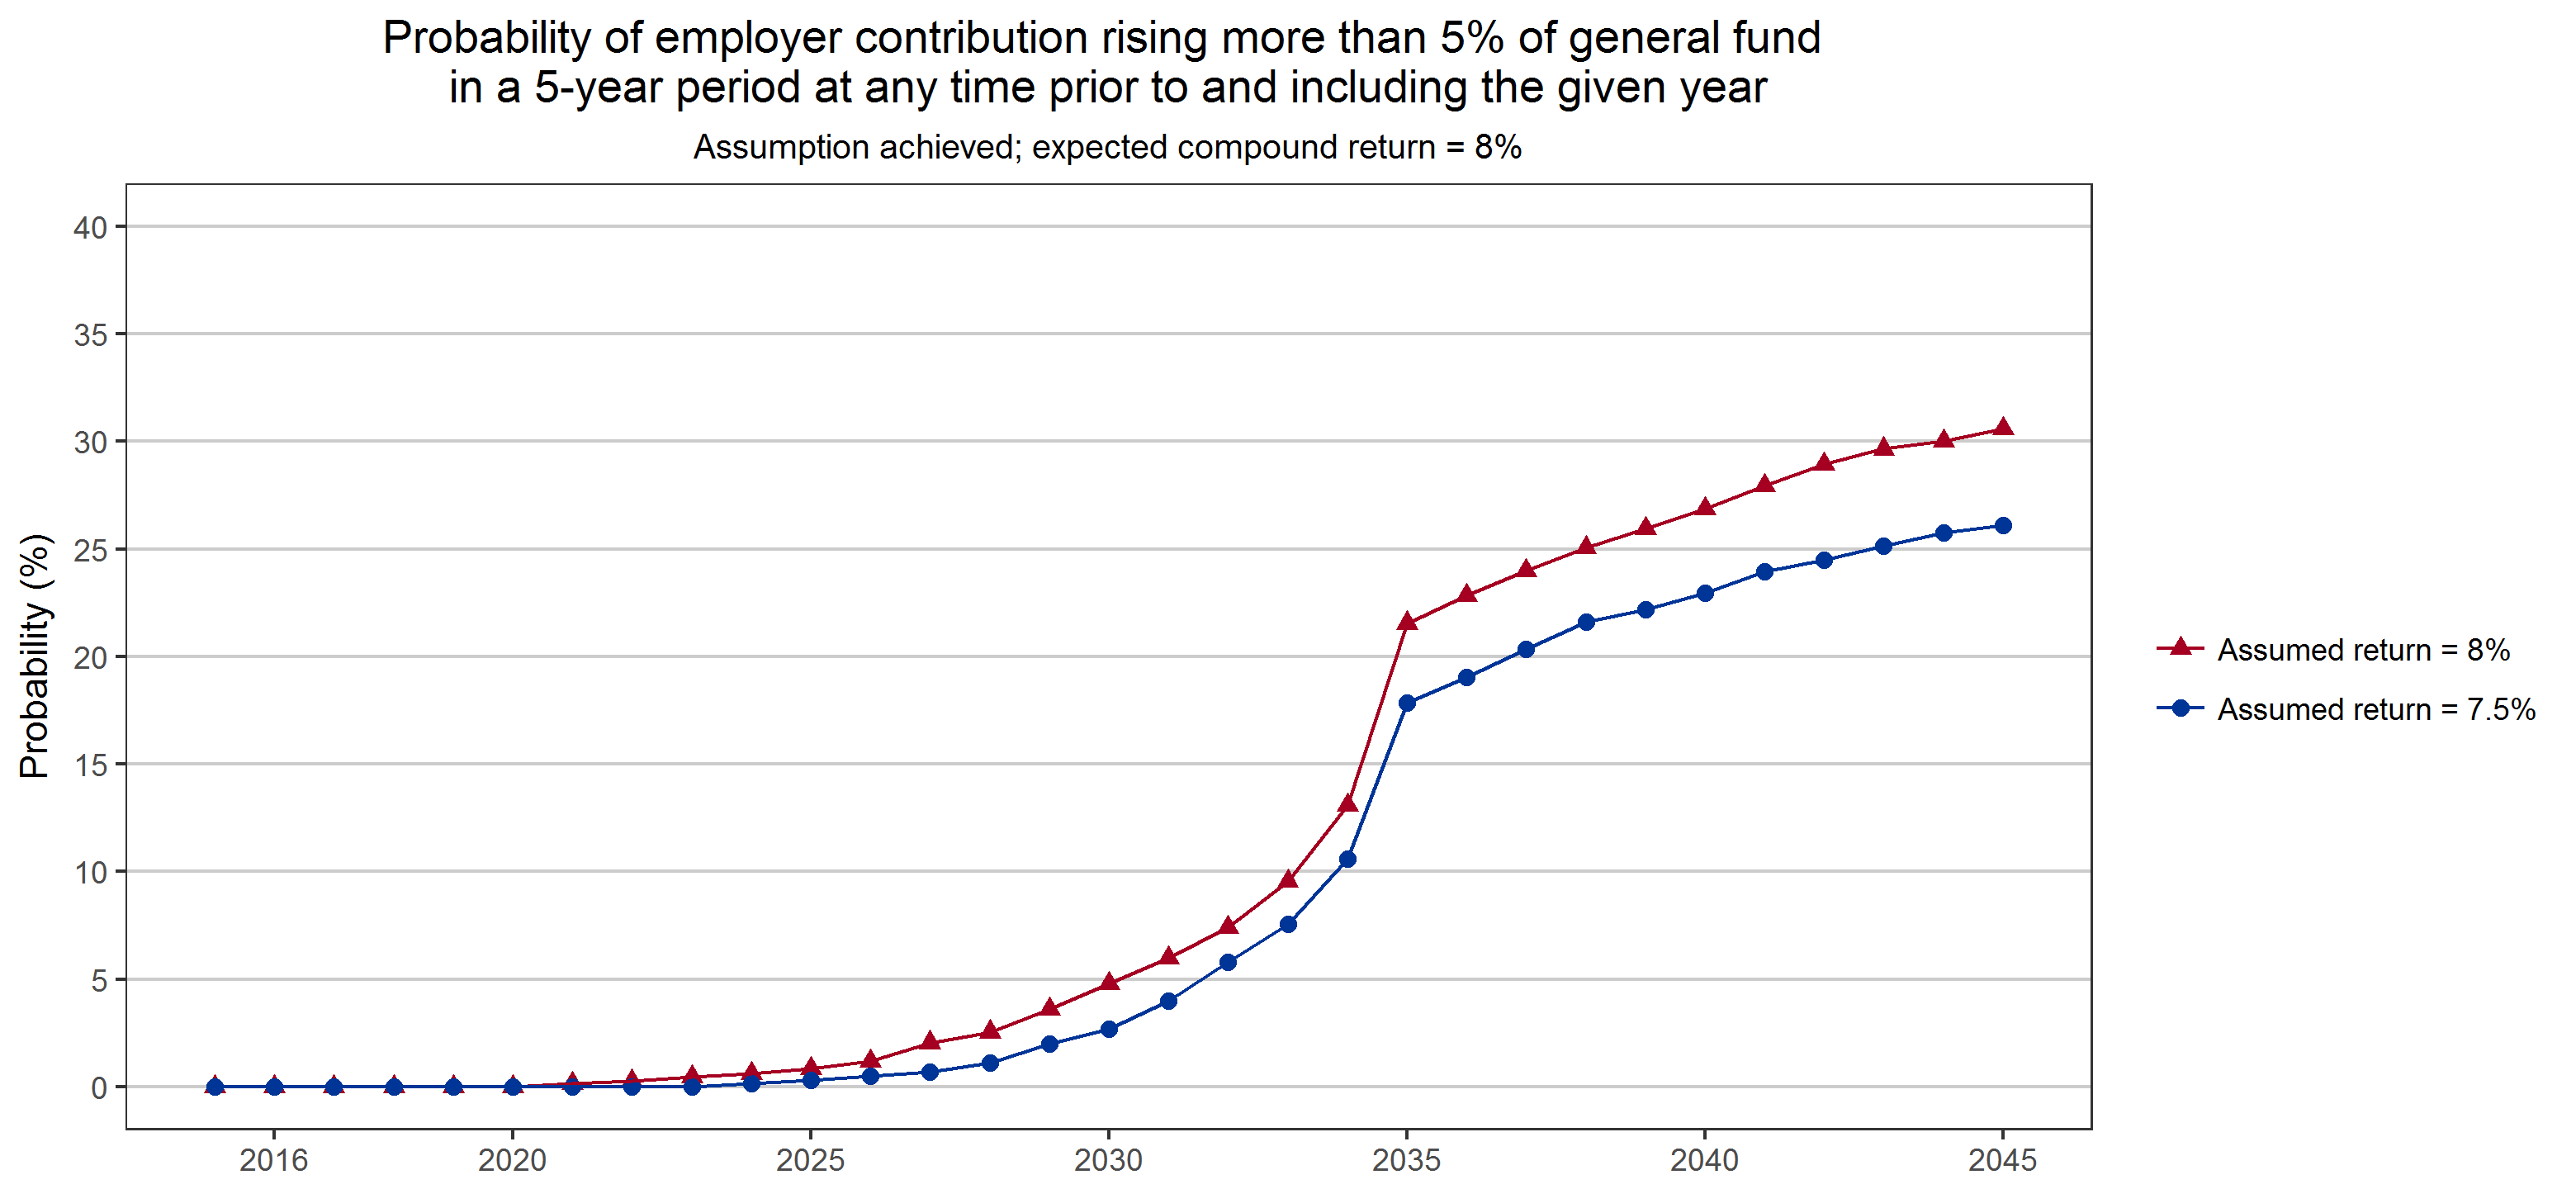 Probability of employer contribution rising more than 5% of general fund
in a 5-year period at any time prior to and including the given year
Assumption achieved; expected compound return = 8%
Probability (%)
40
35
30
25
20
15
10
5
0
2016
2020
2025
2030
2035
2040
2045
Assumed return = 8%
Assumed return = 7.5%